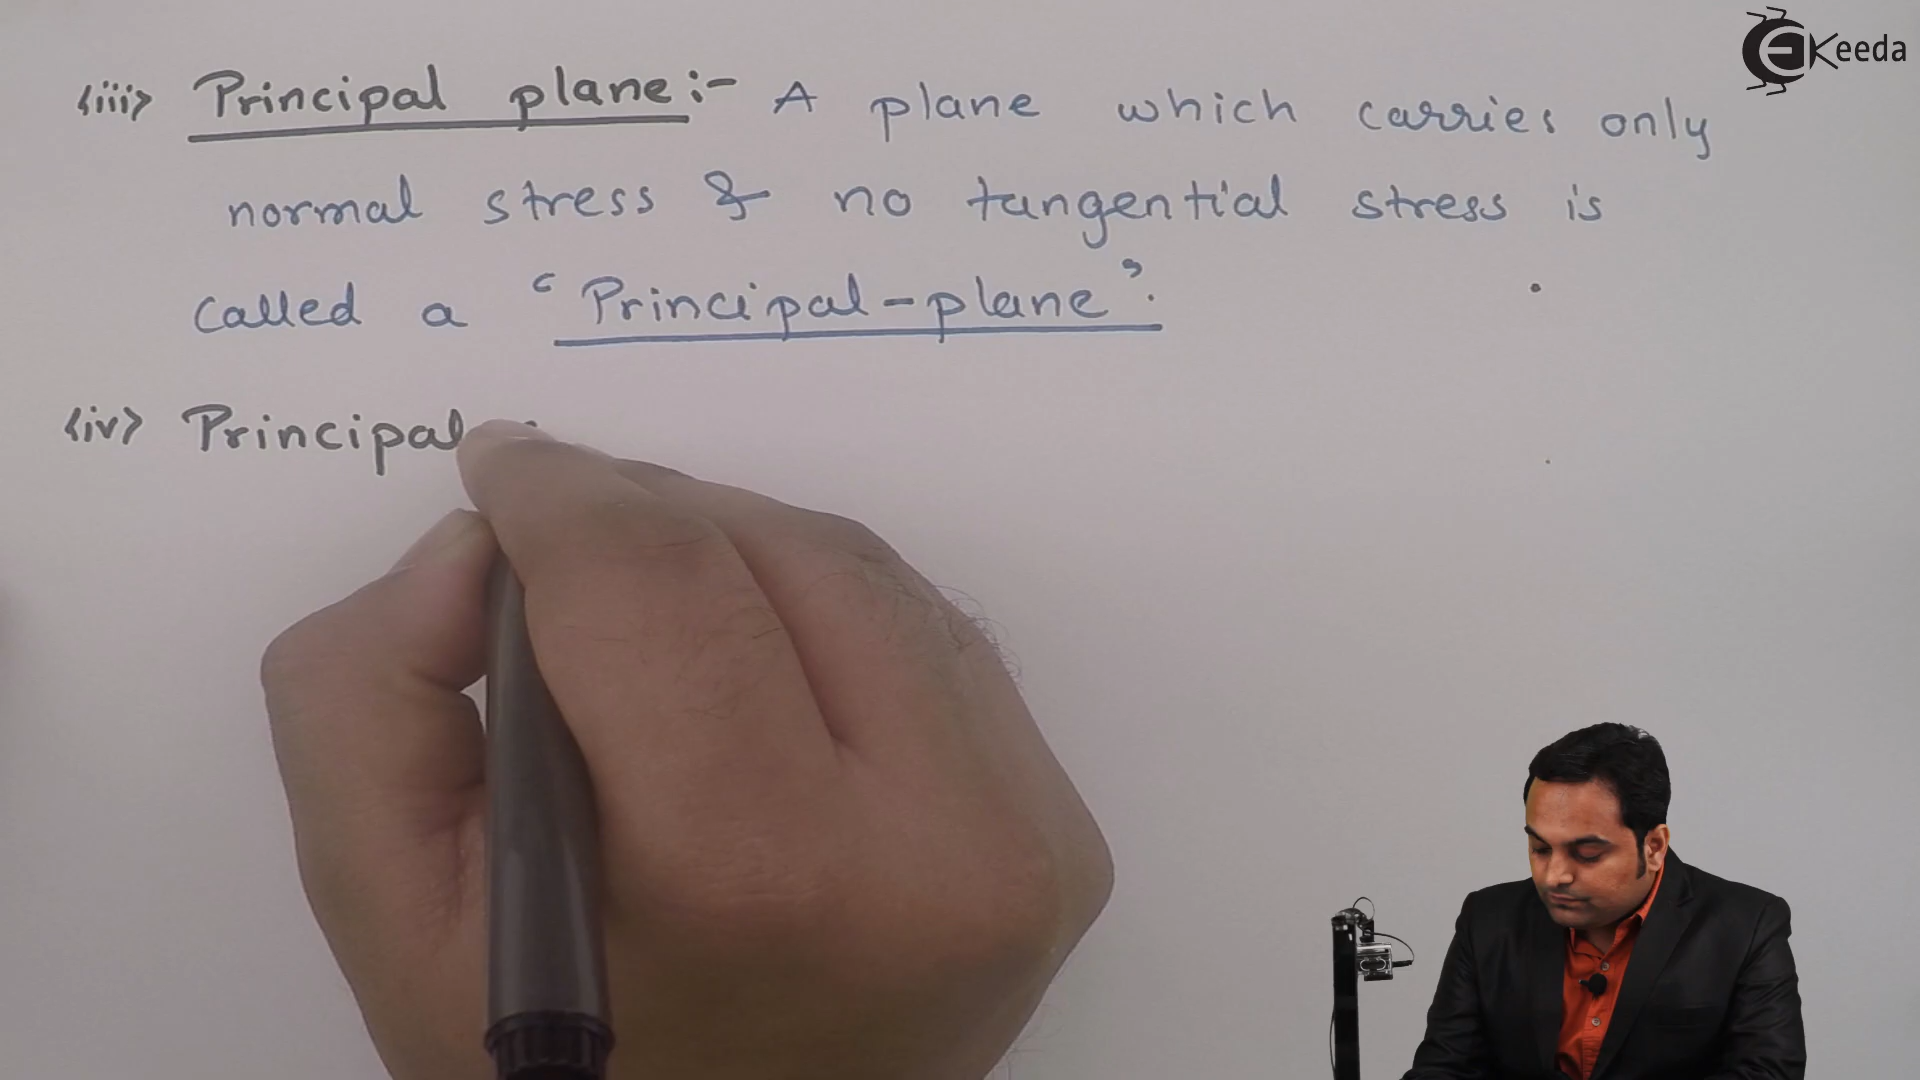 Keeda
<iii> Principal plane:- A plane which carries only
normal stress & no tangential stress is
called a ‘Principal-plane’.
<iv> Principal